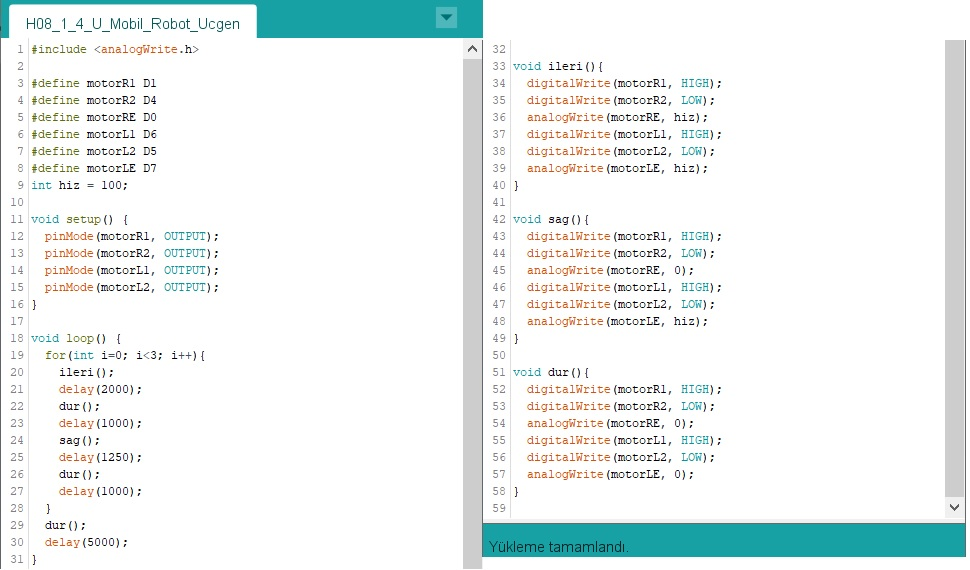 H08_1_4_U_Mobil_Robot_Ucgen
1 #include <analogWrite.h>
2
3 #define motorR1 D1
4 #define motorR2 D4
5 #define motorRE D0
6 #define motorL1 D6
7 #define motorL2 D5
8 #define motorLE D7
9 int hiz = 100;
10
11 void setup() {
12   pinMode(motorR1, OUTPUT);
13   pinMode(motorR2, OUTPUT);
14   pinMode(motorL1, OUTPUT);
15   pinMode(motorL2, OUTPUT);
16 }
17
18 void loop() {
19   for(int i=0; i<3; i++){
20     ileri();
21     delay(2000);
22     dur();
23     delay(1000);
24     sag();
25     delay(1250);
26     dur();
27     delay(1000);
28   }
29   dur();
30   delay(5000);
31 }
32
33 void ileri(){
34   digitalWrite(motorR1, HIGH);
35   digitalWrite(motorR2, LOW);
36   analogWrite(motorRE, hiz);
37   digitalWrite(motorL1, HIGH);
38   digitalWrite(motorL2, LOW);
39   analogWrite(motorLE, hiz);
40 }
41
42 void sag(){
43   digitalWrite(motorR1, HIGH);
44   digitalWrite(motorR2, LOW);
45   analogWrite(motorRE, 0);
46   digitalWrite(motorL1, HIGH);
47   digitalWrite(motorL2, LOW);
48   analogWrite(motorLE, hiz);
49 }
50
51 void dur(){
52   digitalWrite(motorR1, HIGH);
53   digitalWrite(motorR2, LOW);
54   analogWrite(motorRE, 0);
55   digitalWrite(motorL1, HIGH);
56   digitalWrite(motorL2, LOW);
57   analogWrite(motorLE, 0);
58 }
59
Yükleme tamamlandı.